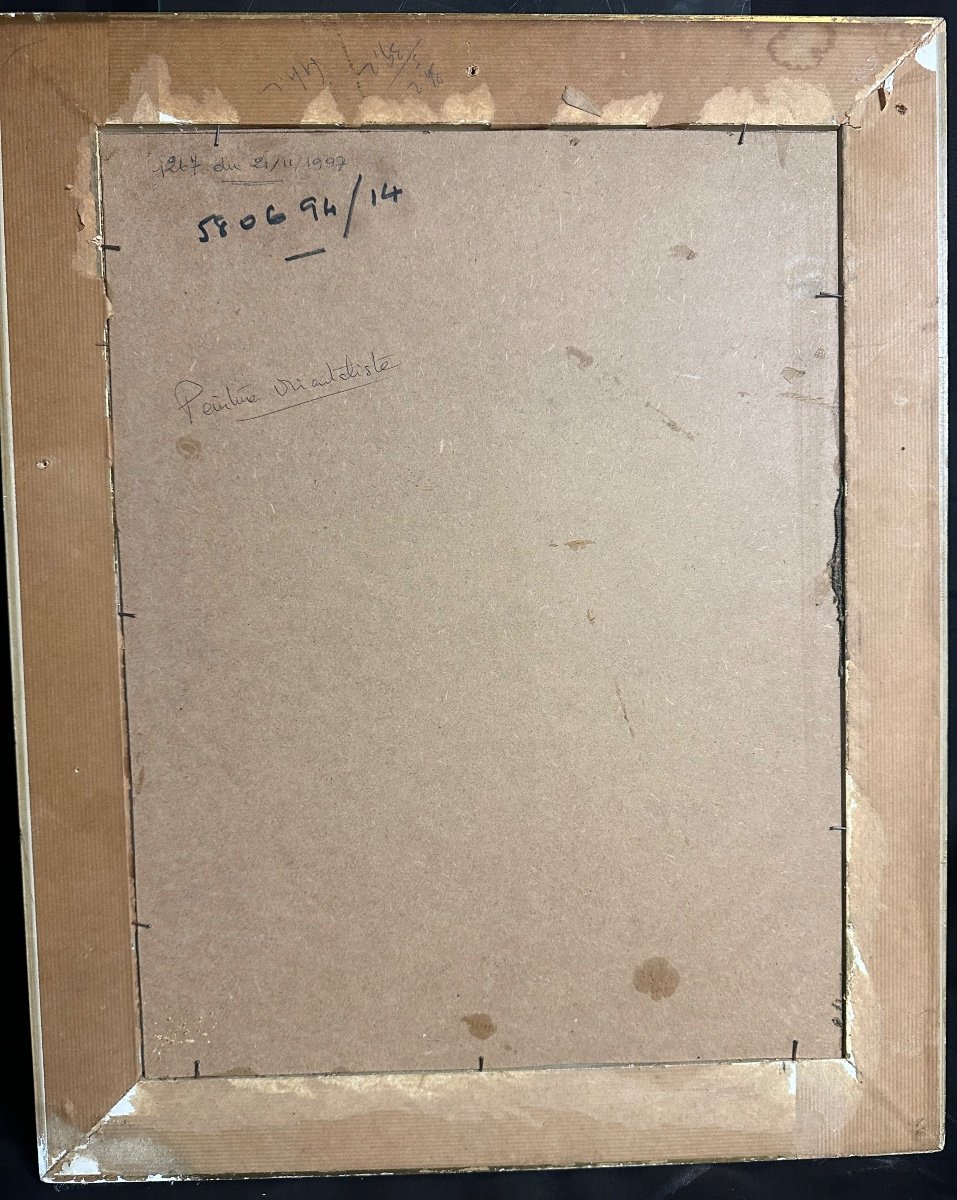 1267 du 21/11/1997
580694/14
Peinture orientaliste